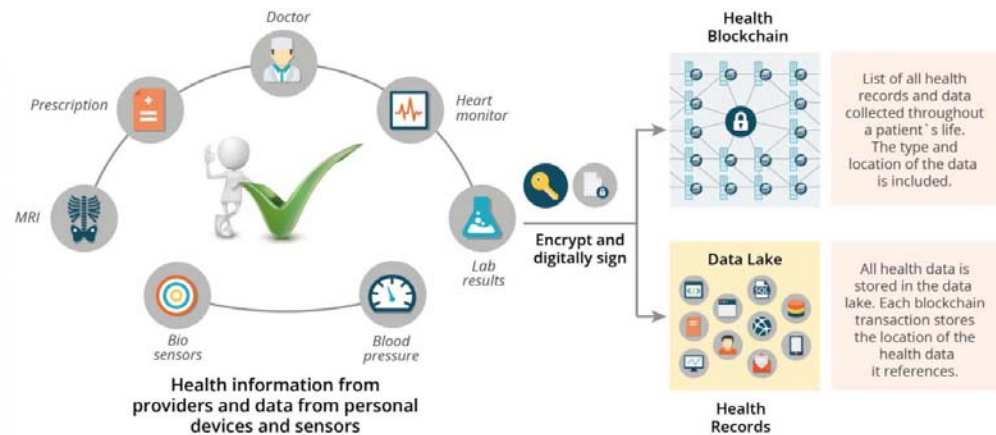 Doctor
Prescription
Heart
monitor
MRI
Lab
results
Bio
sensors
Blood
pressure
Health information from
providers and data from personal
devices and sensors
Encrypt and
digitally sign
Health
Blockchain
List of all health
records and data
collected throughout
a patient`s life.
The type and
location of the data
is included.
Data Lake
SQL
Health
Records
All health data is
stored in the data
lake. Each blockchain
transaction stores
the location of the
health data
it references.